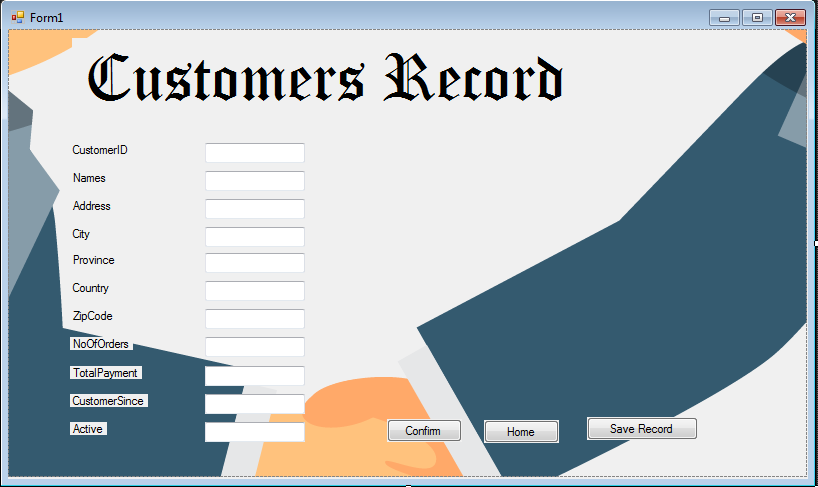 Form1
Customers Record
CustomerID
Names
Address
City
Province
Country
ZipCode
NoOfOrders
TotalPayment
CustomerSince
Active
Confirm
Home
Save Record